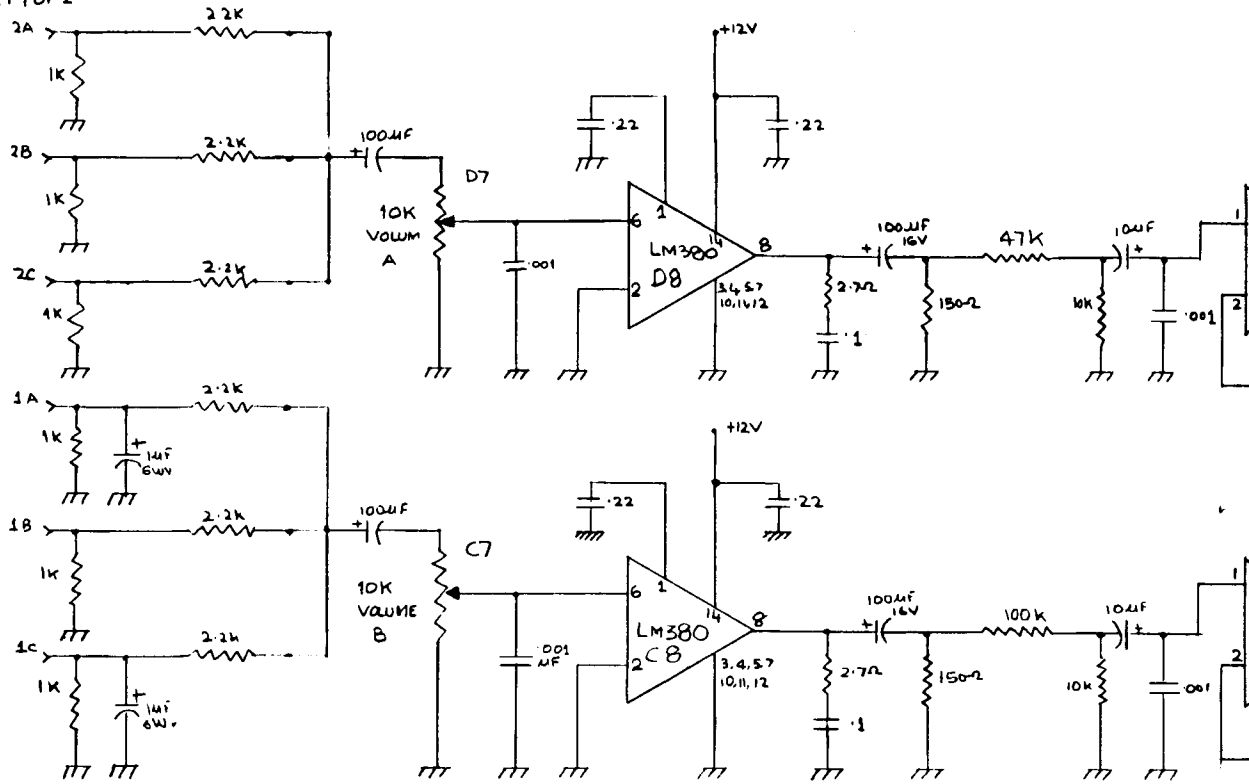 2A
22K
1K
+12V
.22
.22
2B
2.2K
1K
100µF
+
D7
10K
VOLUM
A
.001
6
1
14
8
LM380
D8
2
3,4,5,7
10,11,12
2.7Ω
.1
+
100µF
16V
150Ω
47K
10µF
+
10K
.001
1
2
2C
2.2K
1K
1A
2.2K
1K
+
1µF
6WV
+12V
.22
.22
1B
2.2K
1K
100µF
+
C7
10K
VOLUME
B
.001
µF
6
1
14
8
LM380
C8
2
3,4,5,7
10,11,12
2.7Ω
.1
+
100µF
16V
150Ω
100K
10µF
+
10K
.001
1
2
1C
2.2K
1K
+
1µF